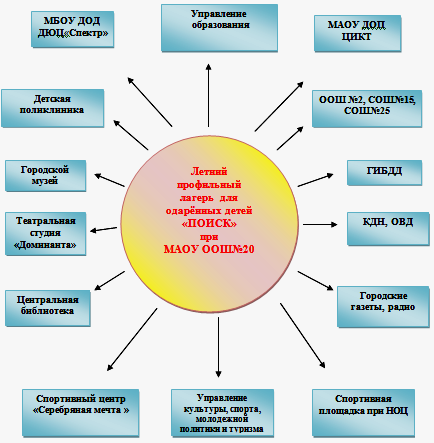 МБОУ ДОД
ДЮЦ«Спектр»
Управление
образования
МАОУ ДОД
ЦИКТ
Детская
поликлиника
ООШ №2, СОШ№15,
СОШ№25
Городской
музей
Летний
профильный
лагерь для
одарённых детей
«ПОИСК»
при
МАОУ ООШ№20
ГИБДД
Театральная
студия
«Доминанта»
КДН, ОВД
Центральная
библиотека
Городские
газеты, радио
Спортивный центр
«Серебряная мечта »
Управление
культуры, спорта,
молодежной
политики и туризма
Спортивная
площадка при НОЦ